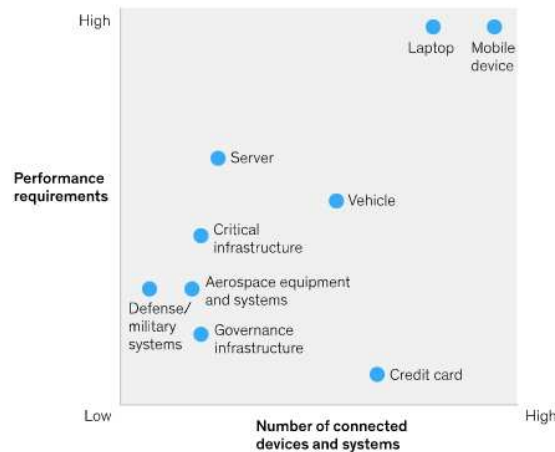 High
Laptop
Mobile
device
Server
Performance
requirements
Vehicle
Critical
infrastructure
Aerospace equipment
and systems
Defense/
military
systems
Governance
infrastructure
Credit card
Low
Number of connected
devices and systems
High